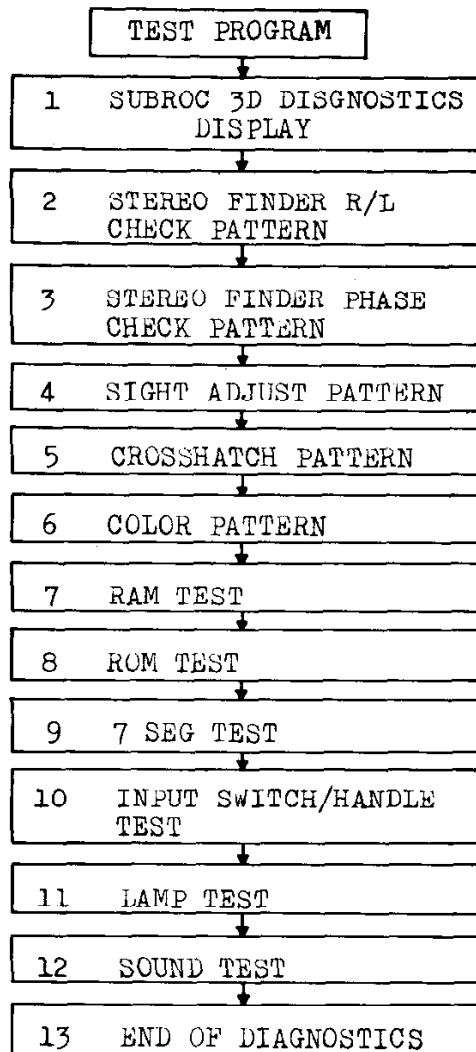 TEST PROGRAM
1 SUBROC 3D DISGNOSTICS
DISPLAY
2 STEREO FINDER R/L
CHECK PATTERN
3 STEREO FINDER PHASE
CHECK PATTERN
4 SIGHT ADJUST PATTERN
5 CROSSHATCH PATTERN
6 COLOR PATTERN
7 RAM TEST
8 ROM TEST
9 7 SEG TEST
10 INPUT SWITCH/HANDLE
TEST
11 LAMP TEST
12 SOUND TEST
13 END OF DIAGNOSTICS